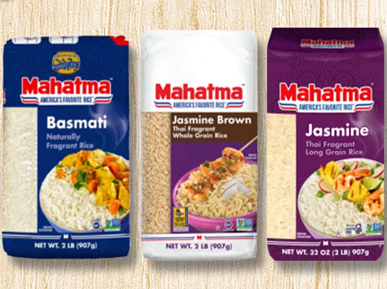 Mahatma
AMERICA'S FAVORITE RICE
Basmati
Naturally
Fragrant Rice
NET WT. 2 LB (907g)
Mahatma
AMERICA'S FAVORITE RICE
Jasmine Brown
Thai Fragrant
Whole Grain Rice
NET WT. 2 LB (907g)
Mahatma
AMERICA'S FAVORITE RICE
Jasmine
Thai Fragrant
Long Grain Rice
NET WT. 32 OZ (2 LB) 907g